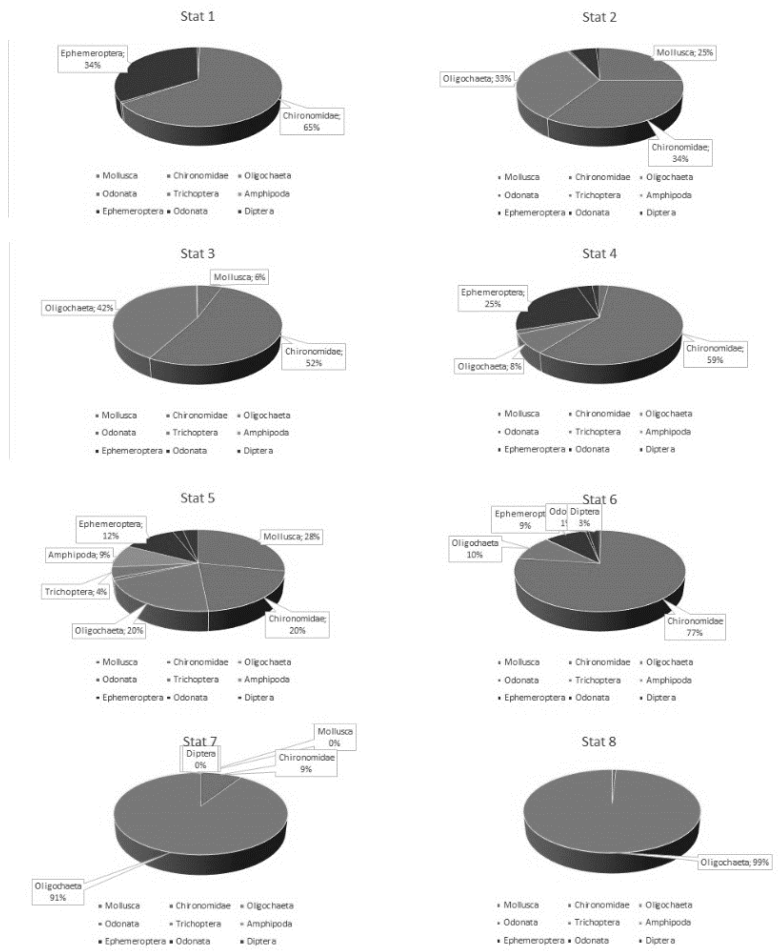 Stat 1
Ephemeroptera;
34%
Chironomidae;
65%
Mollusca Chironomidae Oligochaeta
Odonata Trichoptera Amphipoda
Ephemeroptera Odonata Diptera
Stat 2
Mollusca; 25%
Oligochaeta; 33%
Chironomidae;
34%
Mollusca Chironomidae Oligochaeta
Odonata Trichoptera Amphipoda
Ephemeroptera Odonata Diptera
Stat 3
Mollusca; 6%
Oligochaeta; 42%
Chironomidae;
52%
Mollusca Chironomidae Oligochaeta
Odonata Trichoptera Amphipoda
Ephemeroptera Odonata Diptera
Stat 4
Ephemeroptera;
25%
Chironomidae;
59%
Oligochaeta; 8%
Mollusca Chironomidae Oligochaeta
Odonata Trichoptera Amphipoda
Ephemeroptera Odonata Diptera
Stat 5
Ephemeroptera;
12%
Mollusca; 28%
Amphipoda; 9%
Trichoptera; 4%
Chironomidae;
20%
Oligochaeta; 20%
Mollusca Chironomidae Oligochaeta
Odonata Trichoptera Amphipoda
Ephemeroptera Odonata Diptera
Stat 6
Ephemeropt Odo Diptera
9% 1% 3%
Oligochaeta
10%
Chironomidae
77%
Mollusca Chironomidae Oligochaeta
Odonata Trichoptera Amphipoda
Ephemeroptera Odonata Diptera
Stat 7
Mollusca
0%
Diptera
0%
Chironomidae
9%
Oligochaeta
91%
Mollusca Chironomidae Oligochaeta
Odonata Trichoptera Amphipoda
Ephemeroptera Odonata Diptera
Stat 8
Oligochaeta; 99%
Mollusca Chironomidae Oligochaeta
Odonata Trichoptera Amphipoda
Ephemeroptera Odonata Diptera